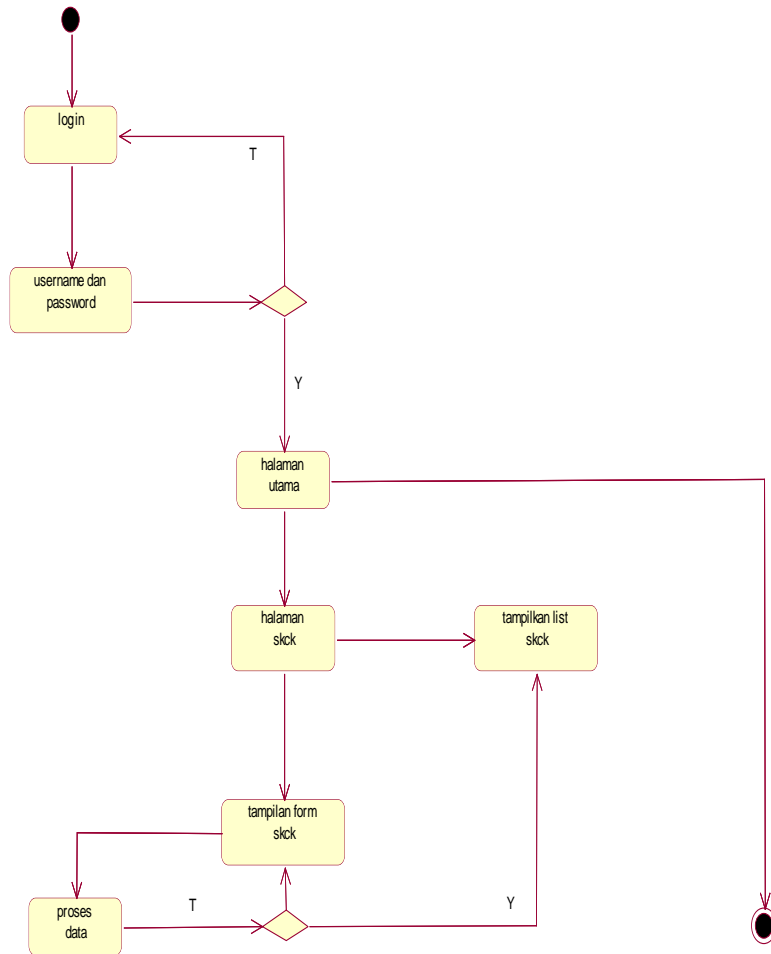 login
T
username dan
password
Y
halaman
utama
halaman
skck
tampilkan list
skck
tampilan form
skck
proses
data
T
Y